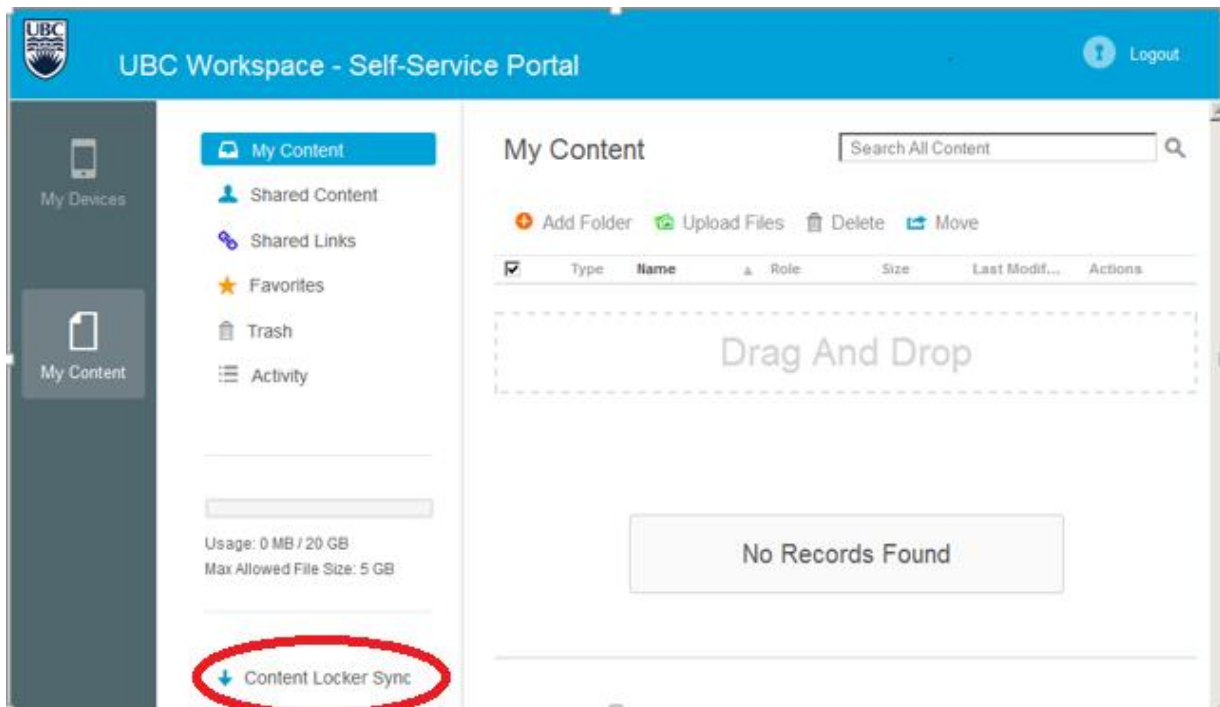 UBC
UBC Workspace - Self-Service Portal
Logout
My Devices
My Content
My Content
Shared Content
Shared Links
Favorites
Trash
Activity
Usage: 0 MB / 20 GB
Max Allowed File Size: 5 GB
Content Locker Sync
My Content
Search All Content
Add Folder Upload Files Delete Move
Type Name Role Size Last Modif... Actions
Drag And Drop
No Records Found